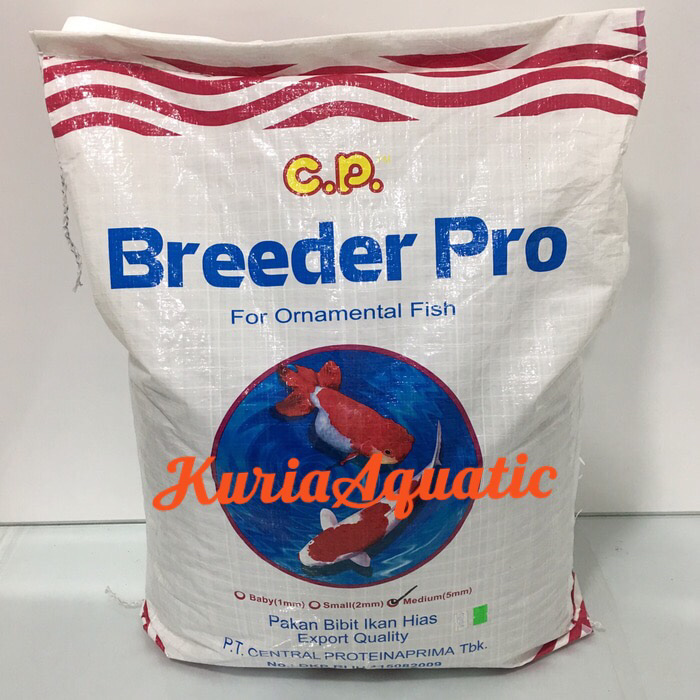 C.P.
Breeder Pro
For Ornamental Fish
KuriaAquatic
Baby(1mm) Small(2mm) Medium(5mm)
Pakan Bibit Ikan Hias
Export Quality
P.T. CENTRAL PROTEINAPRIMA Tbk.